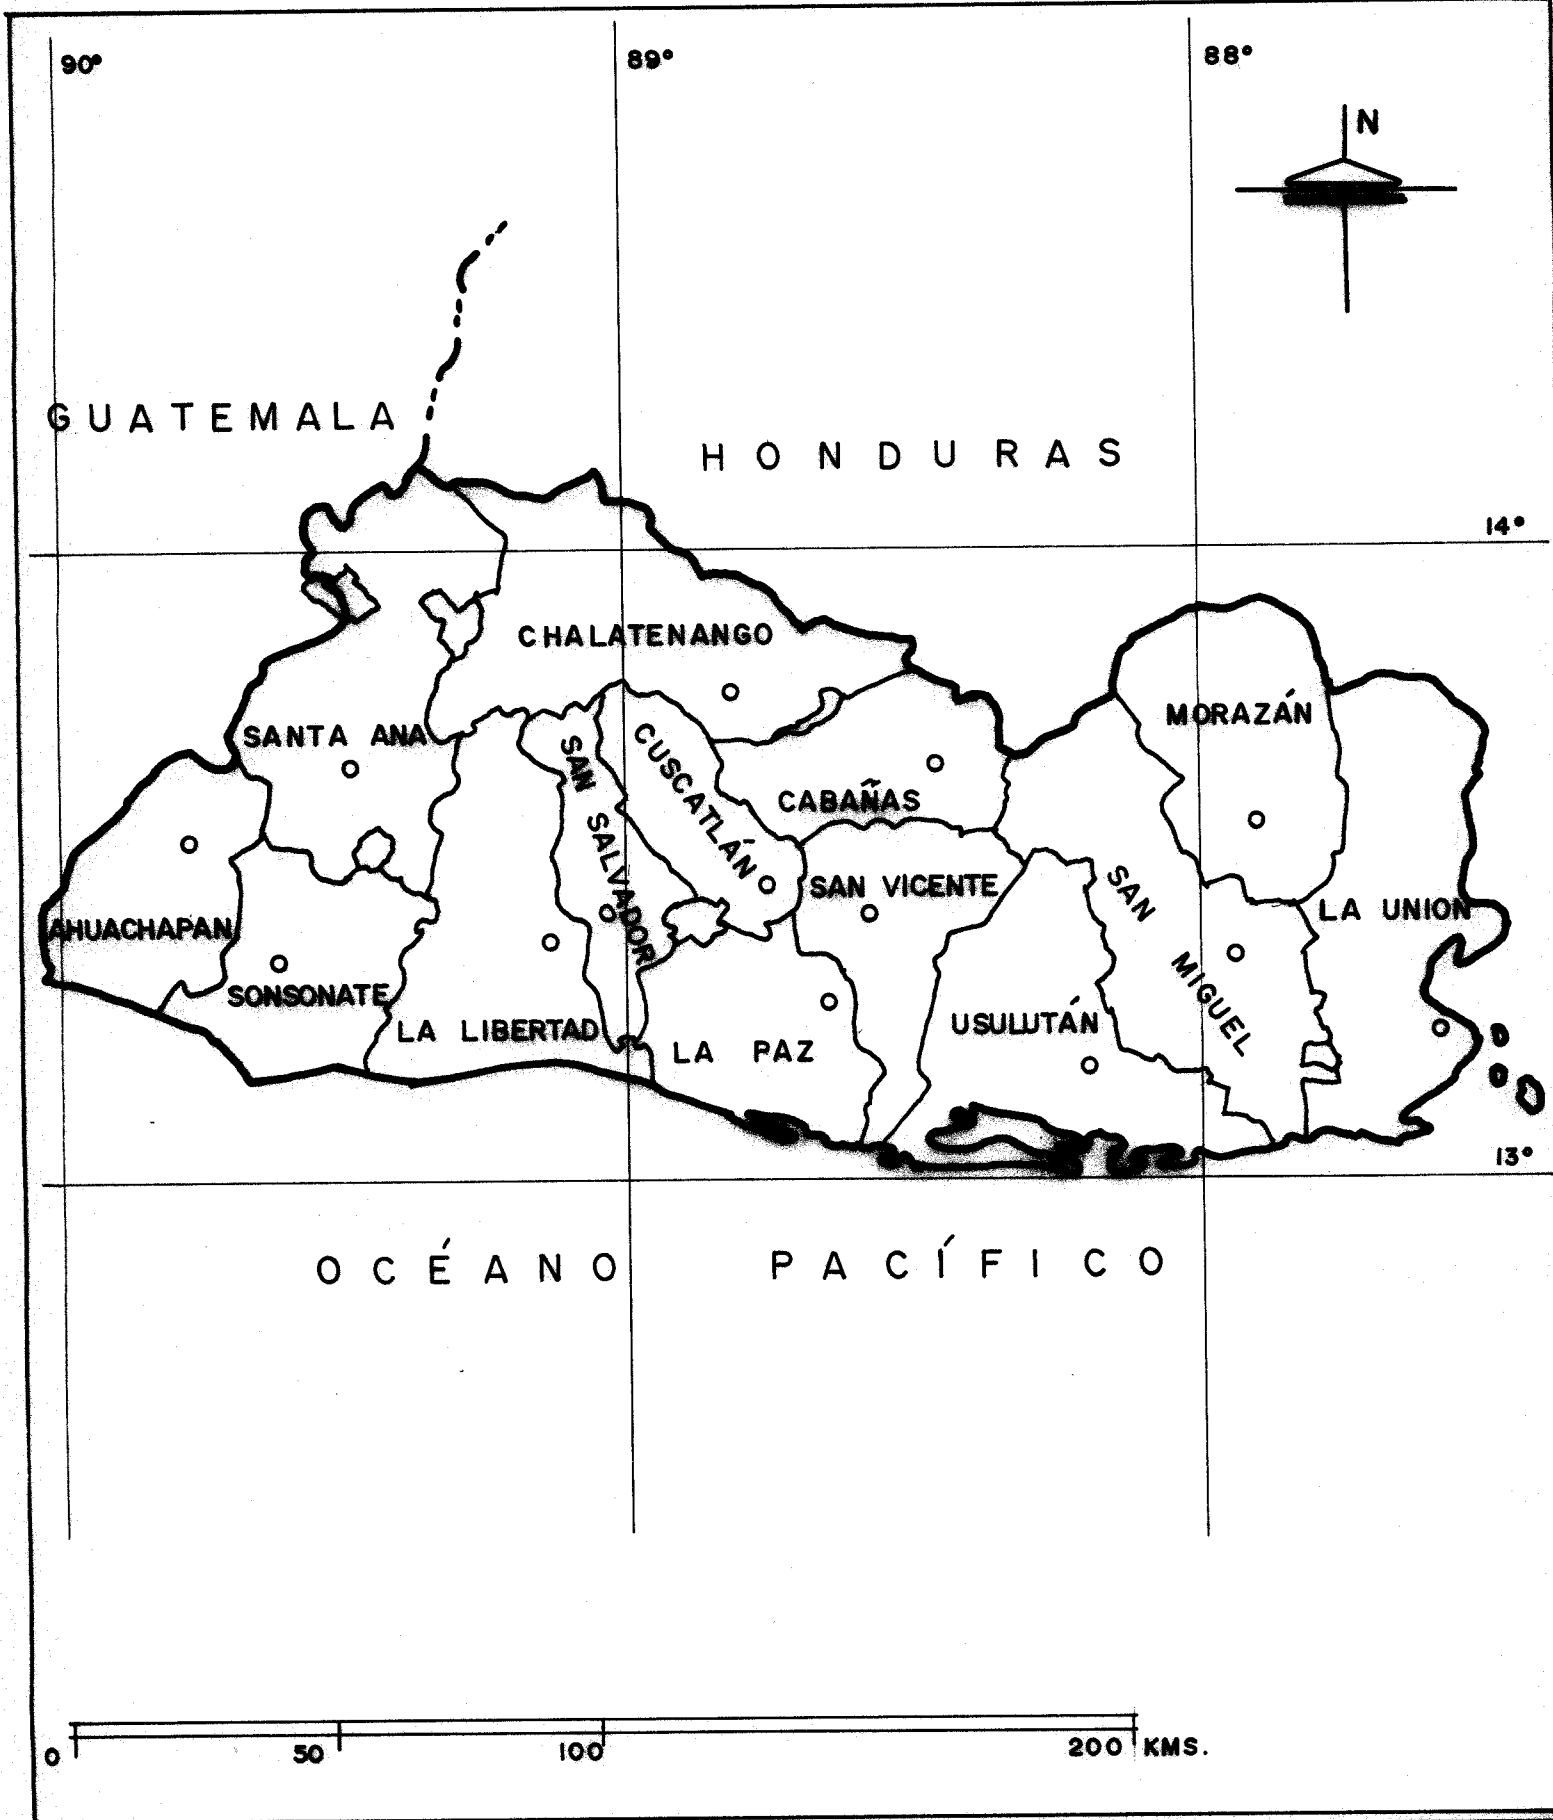 90° 89° 88°
N
GUATEMALA
HONDURAS
14°
CHALATENANGO
MORAZÁN
SANTA ANA
SAN SALVADOR
CUSCATLÁN
CABAÑAS
SAN VICENTE
SAN MIGUEL
LA UNION
AHUACHAPAN
SONSONATE
LA LIBERTAD
LA PAZ
USULUTÁN
13°
OCÉANO PACÍFICO
0 50 100 200 KMS.